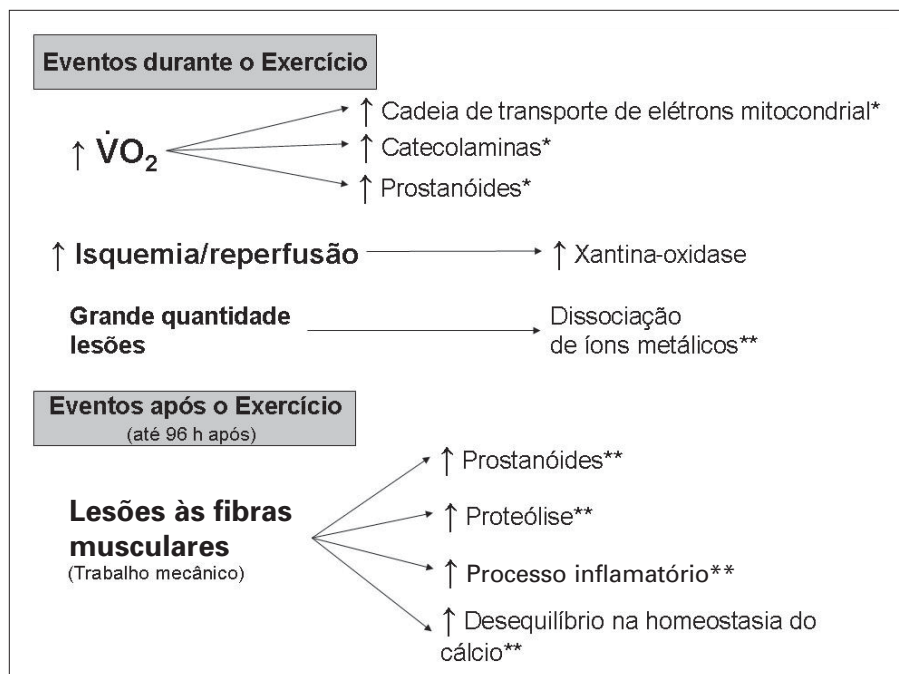 Eventos durante o Exercício
↑ V̇O₂
↑ Cadeia de transporte de elétrons mitocondrial*
↑ Catecolaminas*
↑ Prostanóides*
↑ Isquemia/reperfusão
↑ Xantina-oxidase
Grande quantidade
lesões
Dissociação
de íons metálicos**
Eventos após o Exercício
(até 96 h após)
Lesões às fibras
musculares
(Trabalho mecânico)
↑ Prostanóides**
↑ Proteólise**
↑ Processo inflamatório**
↑ Desequilíbrio na homeostasia do
cálcio**